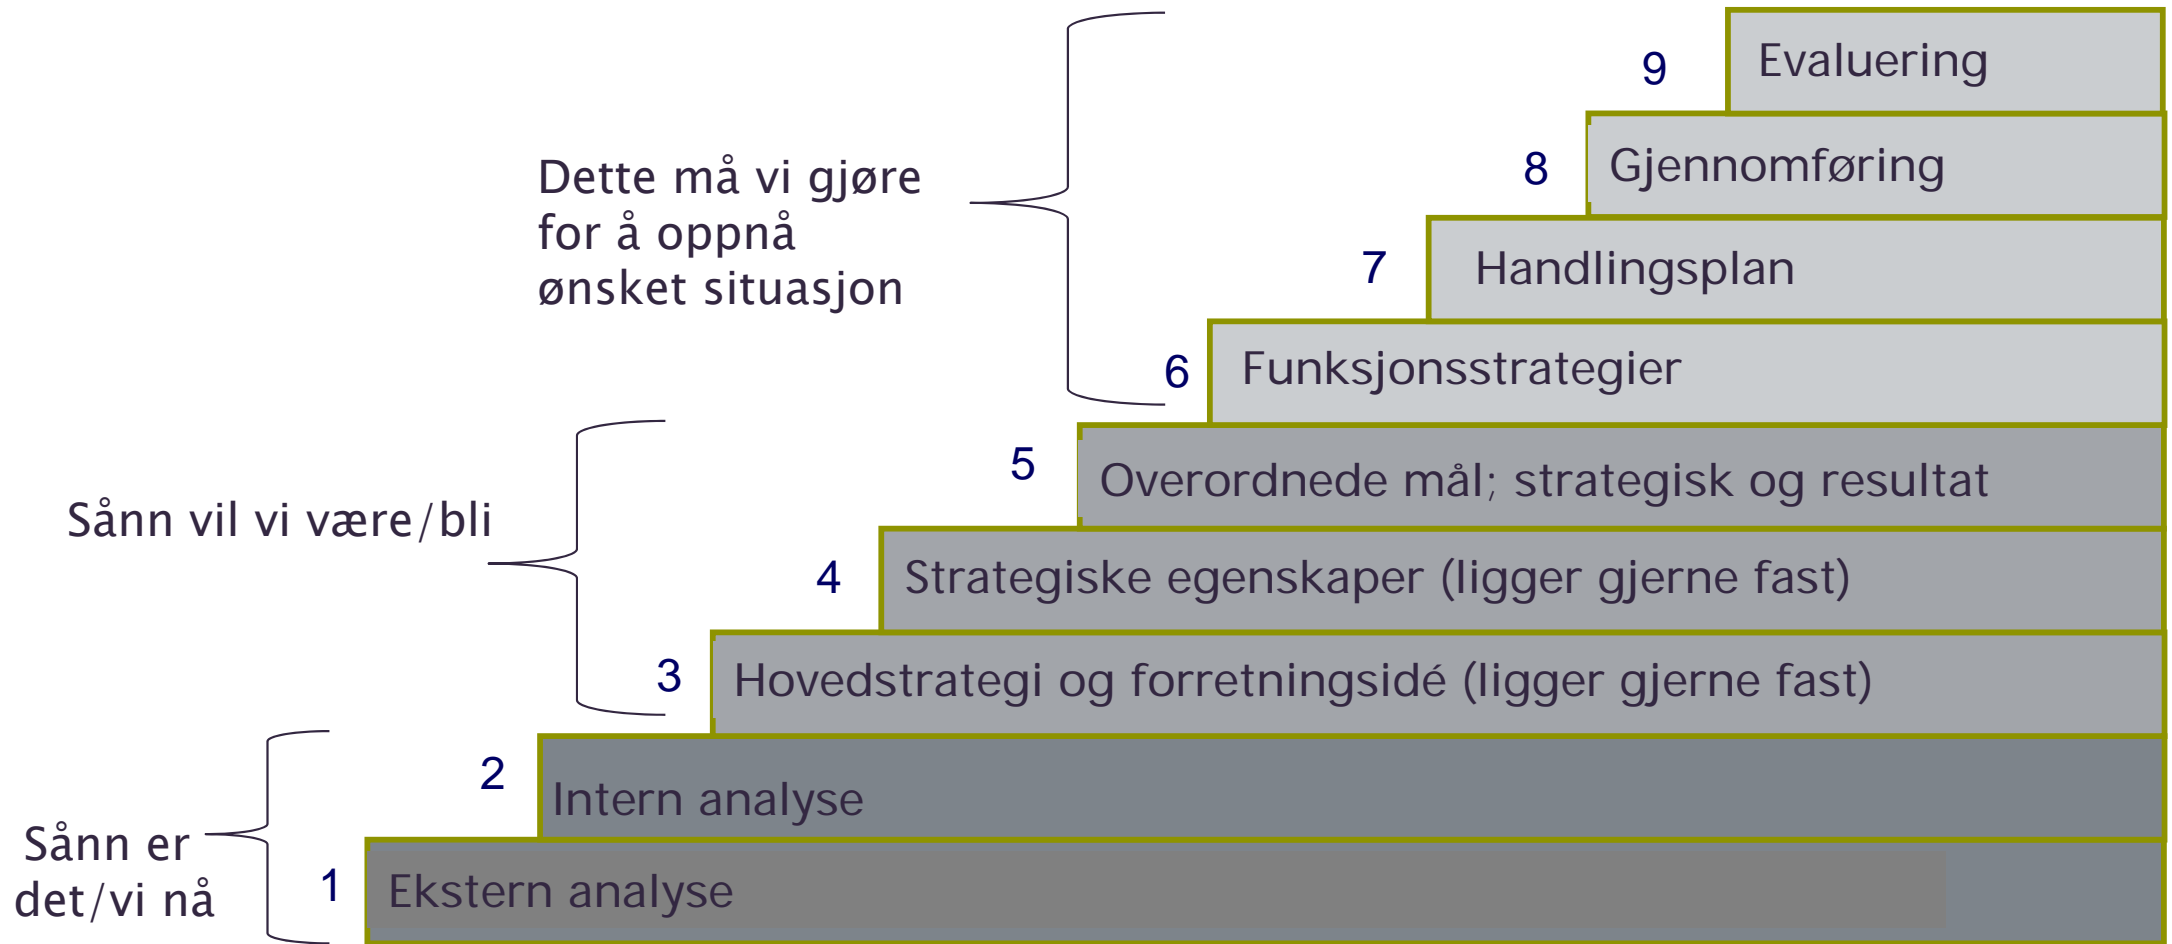 9 Evaluering
8 Gjennomføring
Dette må vi gjøre
for å oppnå
ønsket situasjon
7 Handlingsplan
6 Funksjonsstrategier
5 Overordnede mål; strategisk og resultat
Sånn vil vi være/bli
4 Strategiske egenskaper (ligger gjerne fast)
3 Hovedstrategi og forretningsidé (ligger gjerne fast)
2 Intern analyse
Sånn er
det/vi nå
1 Ekstern analyse